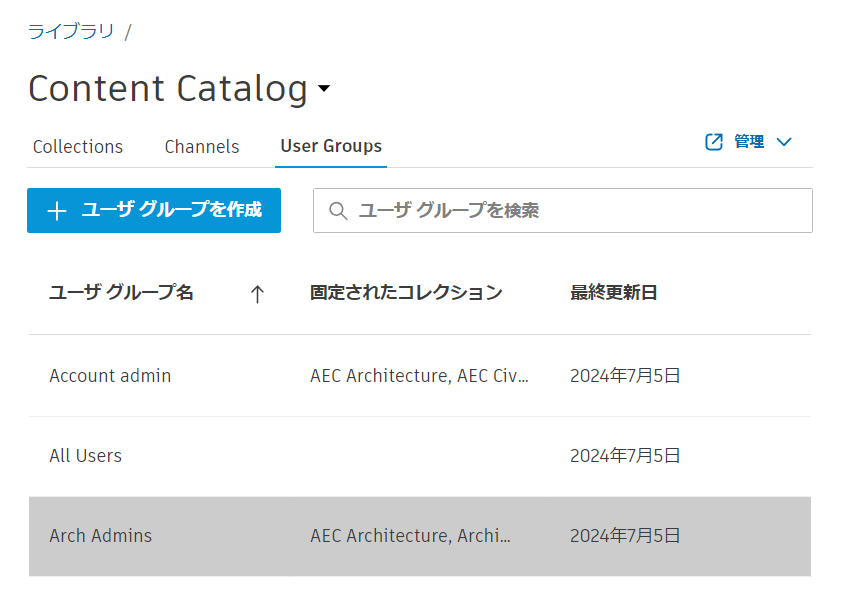 ライブラリ /
Content Catalog
Collections Channels User Groups 管理
ユーザ グループを作成 ユーザ グループを検索
ユーザ グループ名 固定されたコレクション 最終更新日
Account admin AEC Architecture, AEC Civ... 2024年7月5日
All Users 2024年7月5日
Arch Admins AEC Architecture, Archi... 2024年7月5日